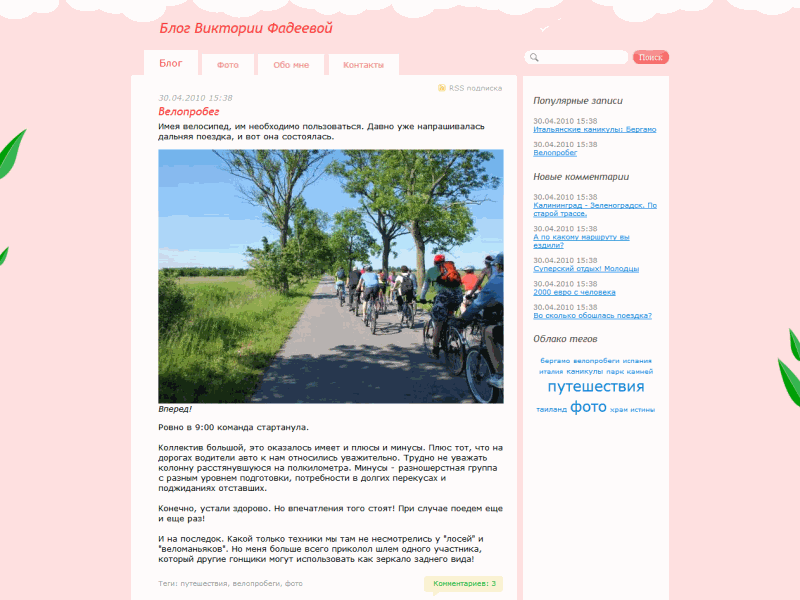 Блог Виктории Фадеевой
Блог
Фото
Обо мне
Контакты
Поиск
RSS подписка
30.04.2010 15:38
Велопробег
Имея велосипед, им необходимо пользоваться. Давно уже напрашивалась
дальняя поездка, и вот она состоялась.
Вперед!
Ровно в 9:00 команда стартанула.
Коллектив большой, это оказалось имеет и плюсы и минусы. Плюс тот, что на
дорогах водители авто к нам относились уважительно. Трудно не уважать
колонну расстянувшуюся на полкилометра. Минусы - разношерстная группа
с разным уровнем подготовки, потребности в долгих перекусах и
поджиданиях отставших.
Конечно, устали здорово. Но впечатления того стоят! При случае поедем еще
и еще раз!
И на последок. Какой только техники мы там не несмотрелись у "лосей" и
"веломаньяков". Но меня больше всего приколол шлем одного участника,
который другие гонщики могут использовать как зеркало заднего вида!
Теги: путешествия, велопробеги, фото
Комментариев: 3
Популярные записи
30.04.2010 15:38
Итальянские каникулы: Бергамо
30.04.2010 15:38
Велопробег
Новые комментарии
30.04.2010 15:38
Калининград - Зеленоградск. По
старой трассе.
30.04.2010 15:38
А по какому маршруту вы
ездили?
30.04.2010 15:38
Суперский отдых! Молодцы
30.04.2010 15:38
2000 евро с человека
30.04.2010 15:38
Во сколько обошлась поездка?
Облако тегов
бергамо велопробеги испания
италия каникулы парк камней
путешествия
таиланд фото храм истины